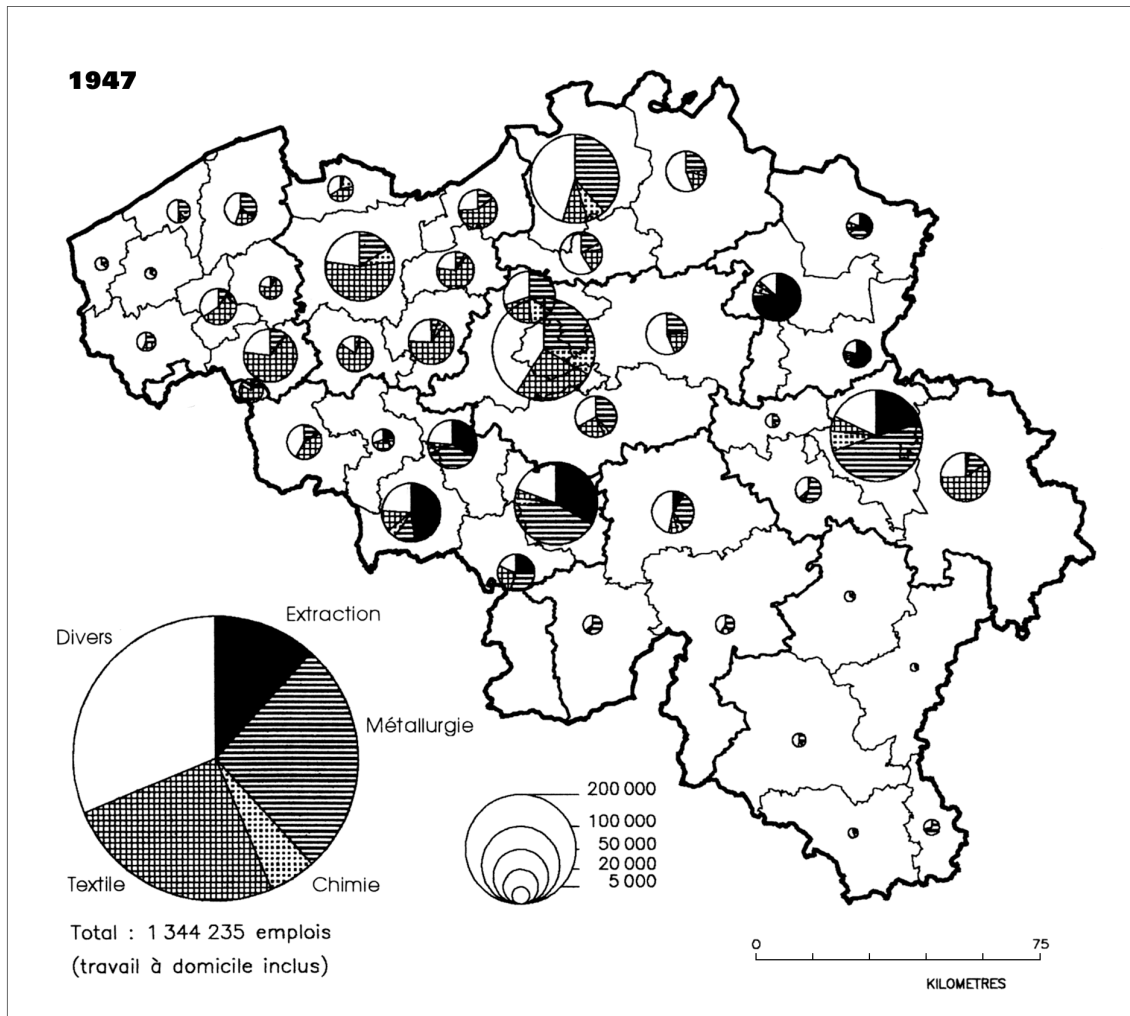 1947
Extraction
Divers
Métallurgie
Textile
Chimie
Total : 1 344 235 emplois
(travail à domicile inclus)
200 000
100 000
50 000
20 000
5 000
0 75
KILOMETRES